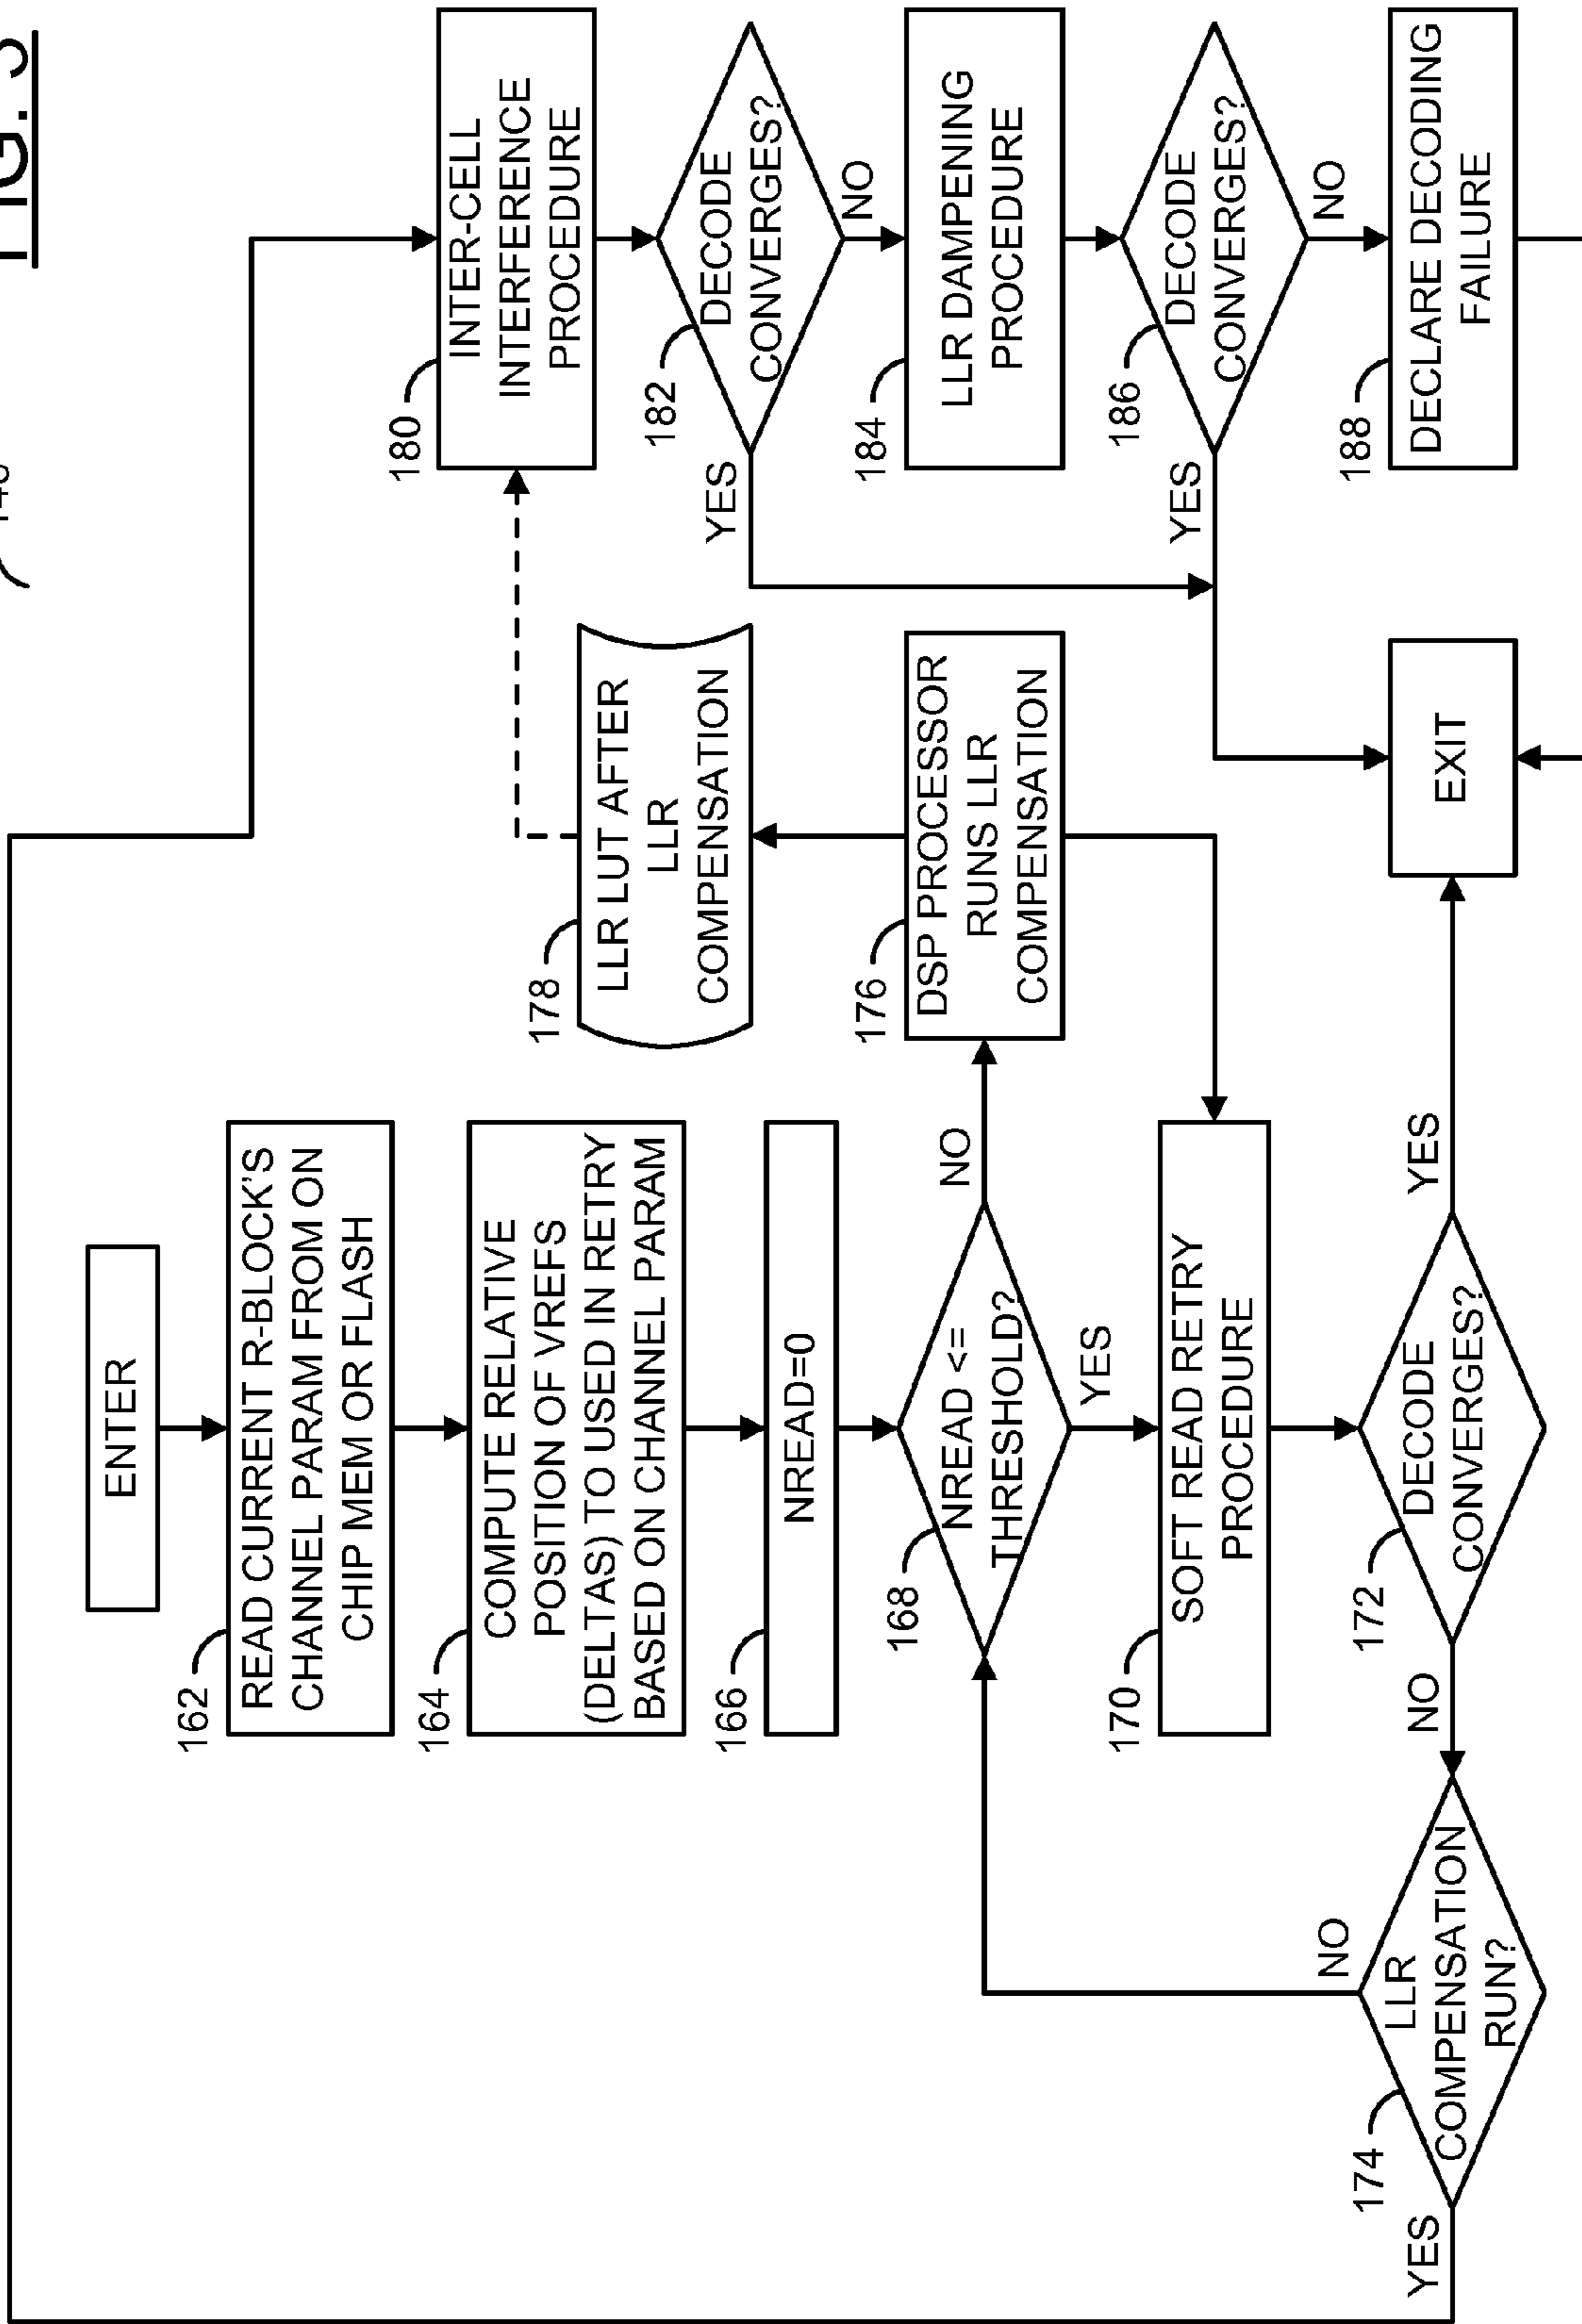 FIG. 3
ENTER
162
READ CURRENT R-BLOCK'S
CHANNEL PARAM FROM ON
CHIP MEM OR FLASH
164
COMPUTE RELATIVE
POSITION OF VREFS
(DELTAS) TO USED IN RETRY
BASED ON CHANNEL PARAM
166
NREAD=0
168
NREAD <=
THRESHOLD?
NO
YES
170
SOFT READ RETRY
PROCEDURE
172
DECODE
CONVERGES?
NO
YES
174
LLR
COMPENSATION
RUN?
NO
YES
176
DSP PROCESSOR
RUNS LLR
COMPENSATION
178
LLR LUT AFTER
LLR
COMPENSATION
180
INTER-CELL
INTERFERENCE
PROCEDURE
182
DECODE
CONVERGES?
YES
NO
184
LLR DAMPENING
PROCEDURE
186
DECODE
CONVERGES?
YES
NO
188
DECLARE DECODING
FAILURE
EXIT